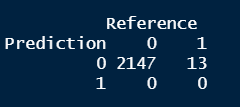 Reference
Prediction 0 1
0 2147 13
1 0 0